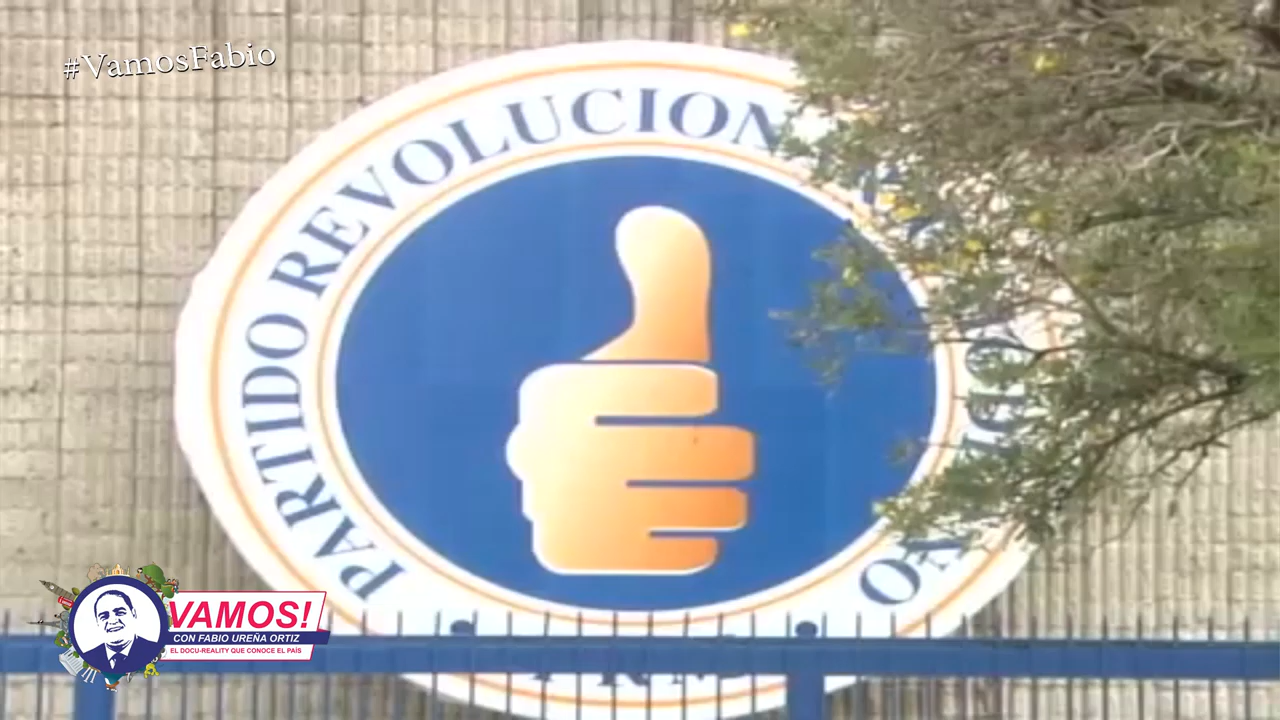 #VamosFabio
PARTIDO REVOLUCION
VAMOS!
CON FABIO UREÑA ORTIZ
EL DOCU-REALITY QUE CONOCE EL PAÍS